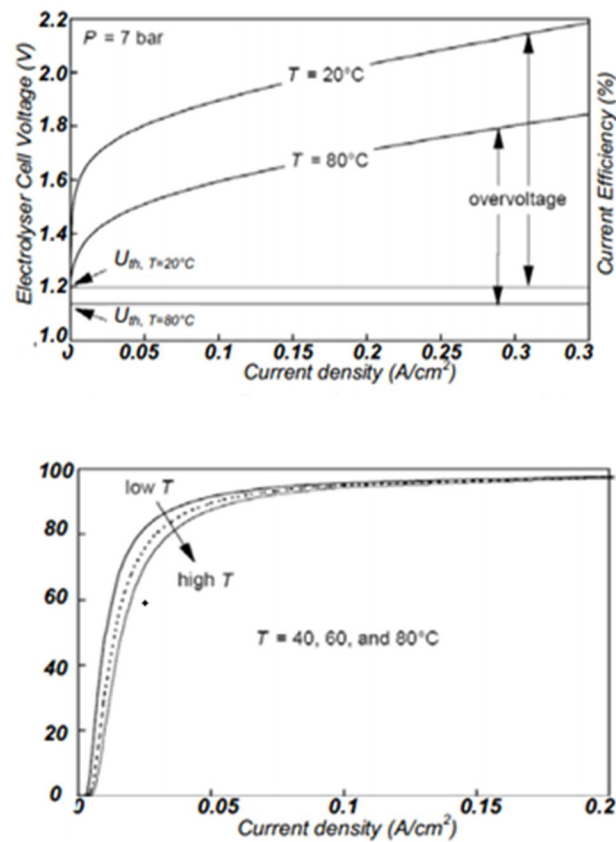 2.2
P = 7 bar
2.0
T = 20°C
1.8
T = 80°C
1.6
overvoltage
1.4
Uth, T=20°C
1.2
Uth, T=80°C
,1.0
0 0.05 0.1 0.15 0.2 0.25 0.3 0.3
Current density (A/cm²)
Electrolyser Cell Voltage (V)
Current Efficiency (%)
100
low T
80
high T
60
T = 40, 60, and 80°C
40
20
0
0 0.05 0.1 0.15 0.2
Current density (A/cm²)